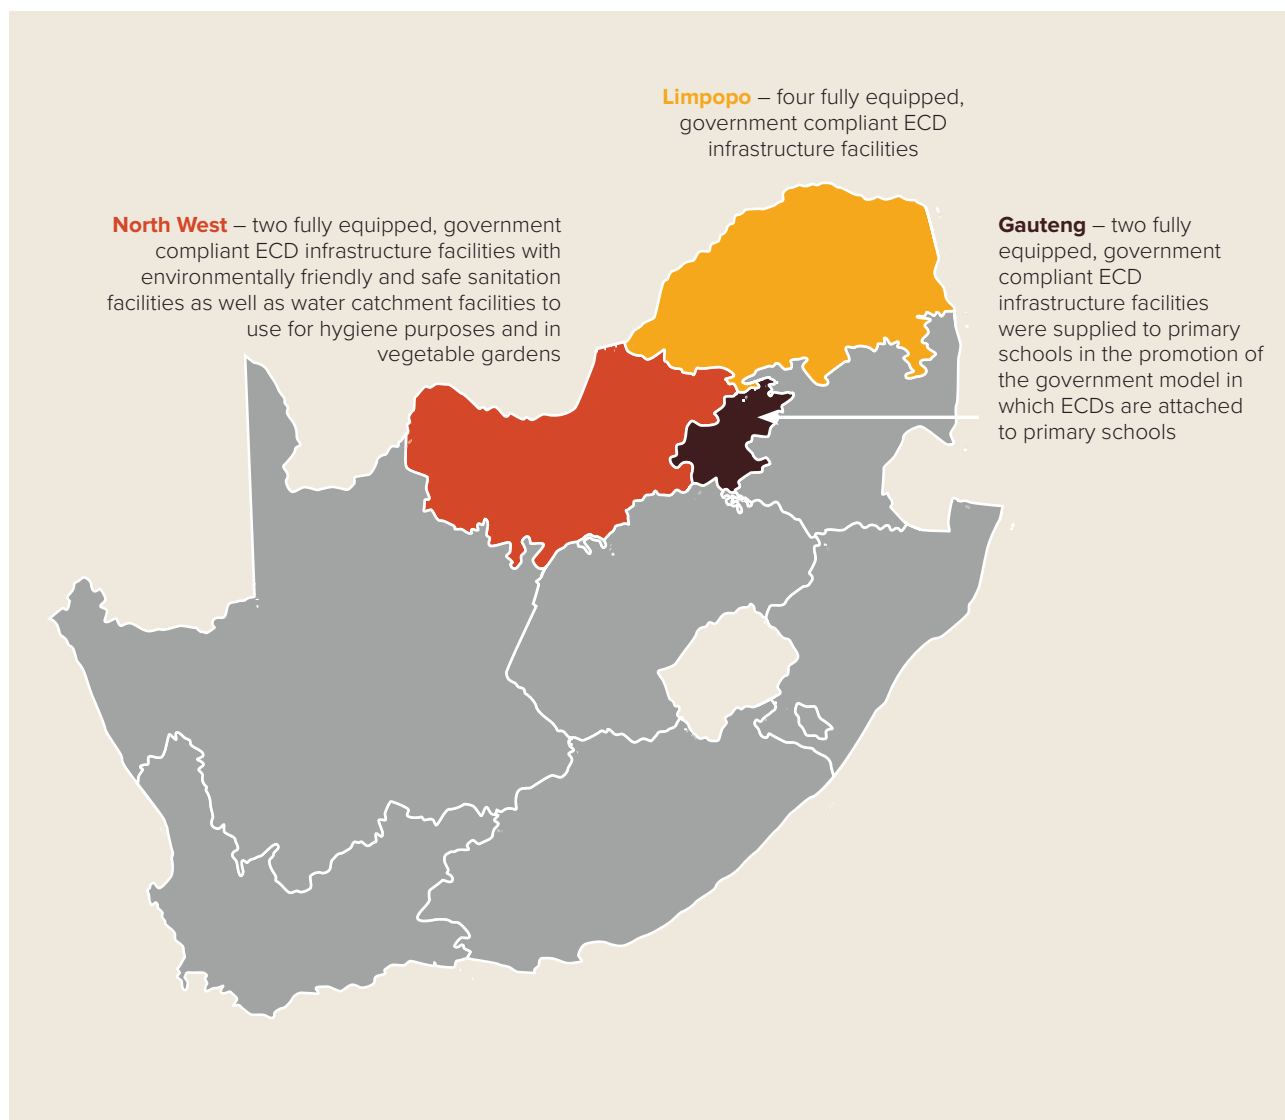 Limpopo – four fully equipped,
government compliant ECD
infrastructure facilities
North West – two fully equipped, government
compliant ECD infrastructure facilities with
environmentally friendly and safe sanitation
facilities as well as water catchment facilities to
use for hygiene purposes and in
vegetable gardens
Gauteng – two fully
equipped, government
compliant ECD
infrastructure facilities
were supplied to primary
schools in the promotion of
the government model in
which ECDs are attached
to primary schools